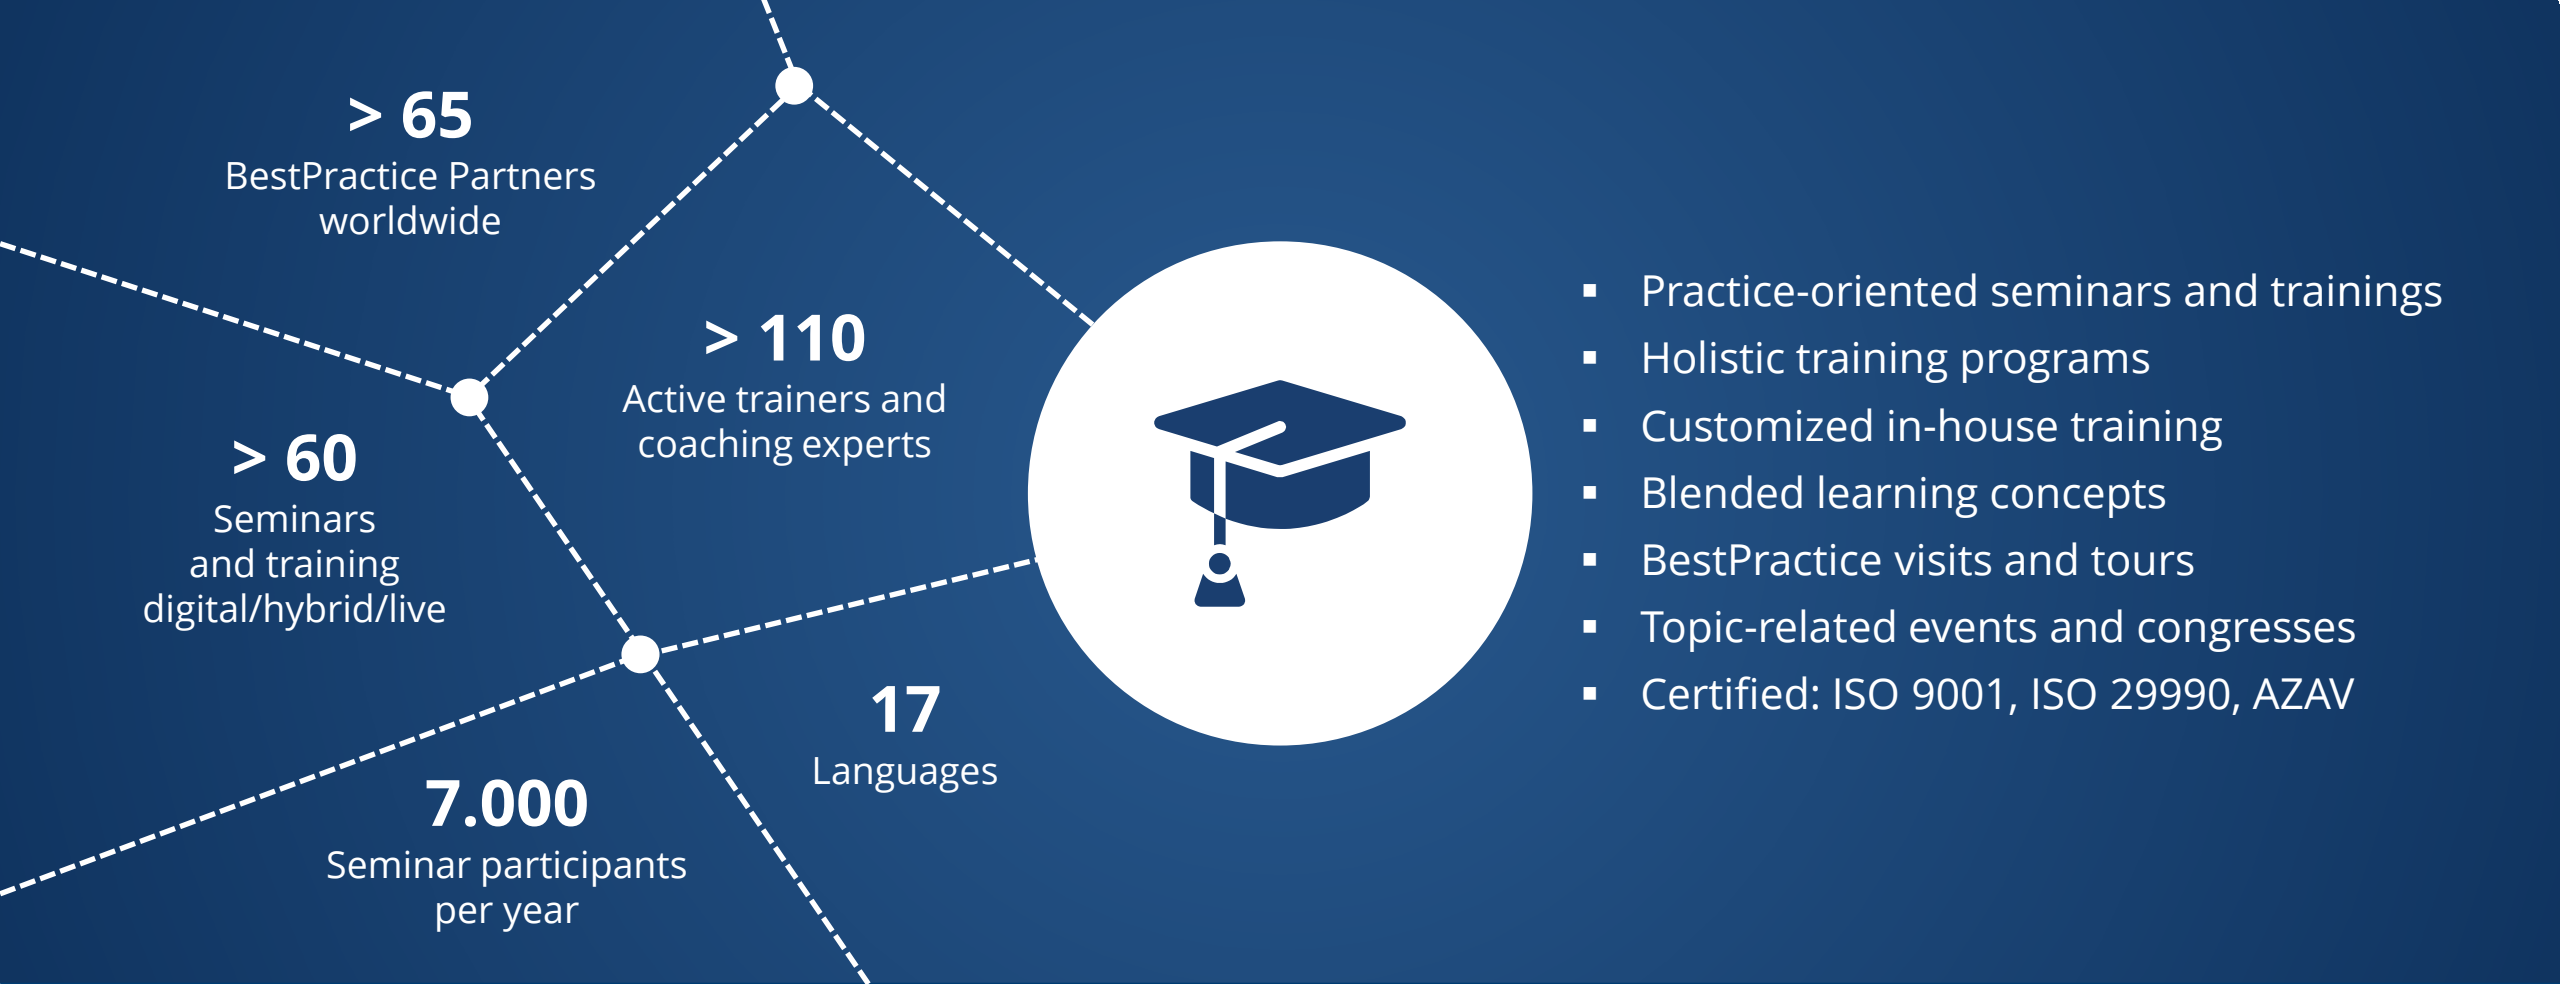 > 65
BestPractice Partners
worldwide
> 110
Active trainers and
coaching experts
> 60
Seminars
and training
digital/hybrid/live
17
Languages
7.000
Seminar participants
per year
▪ Practice-oriented seminars and trainings
▪ Holistic training programs
▪ Customized in-house training
▪ Blended learning concepts
▪ BestPractice visits and tours
▪ Topic-related events and congresses
▪ Certified: ISO 9001, ISO 29990, AZAV